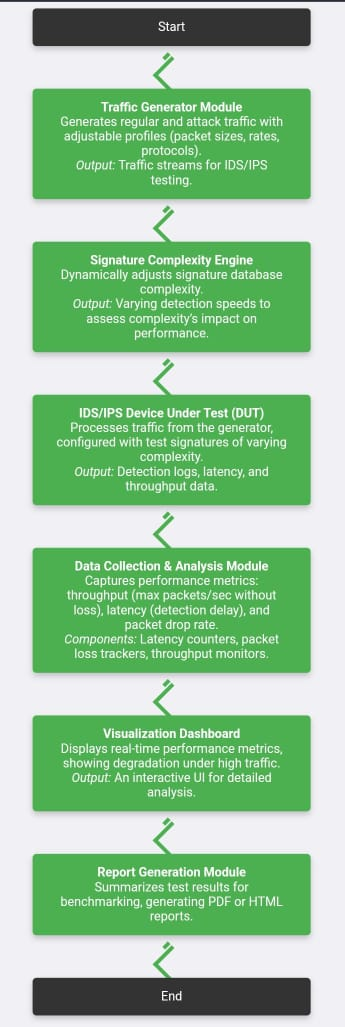 Start
Traffic Generator Module
Generates regular and attack traffic with
adjustable profiles (packet sizes, rates,
protocols).
Output: Traffic streams for IDS/IPS
testing.
Signature Complexity Engine
Dynamically adjusts signature database
complexity.
Output: Varying detection speeds to
assess complexity's impact on
performance.
IDS/IPS Device Under Test (DUT)
Processes traffic from the generator,
configured with test signatures of varying
complexity.
Output: Detection logs, latency, and
throughput data.
Data Collection & Analysis Module
Captures performance metrics:
throughput (max packets/sec without
loss), latency (detection delay), and
packet drop rate.
Components: Latency counters, packet
loss trackers, throughput monitors.
Visualization Dashboard
Displays real-time performance metrics,
showing degradation under high traffic.
Output: An interactive UI for detailed
analysis.
Report Generation Module
Summarizes test results for
benchmarking, generating PDF or HTML
reports.
End